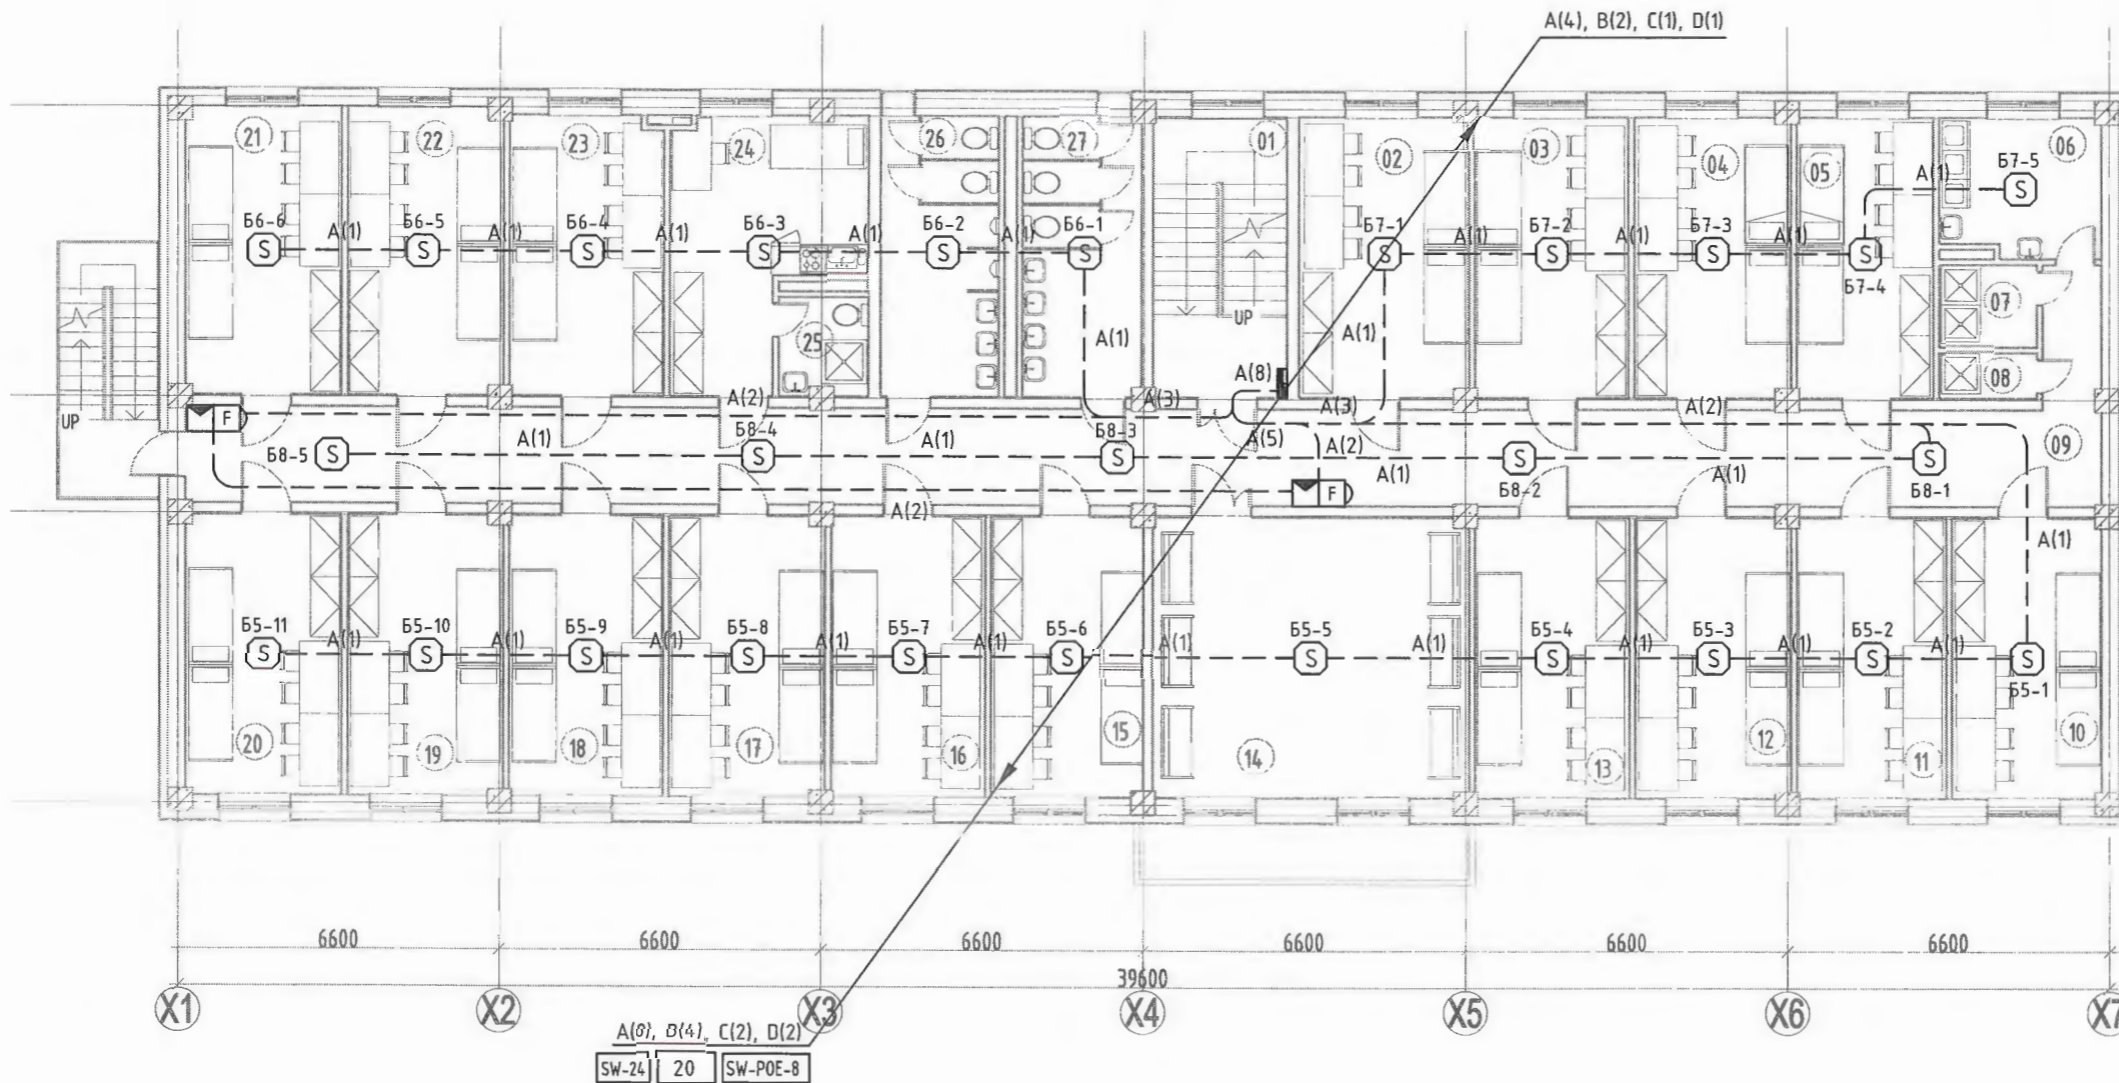 A(4), B(2), C(1), D(1)
21
22
23
24
26
27
01
02
03
04
05
Б7-5
06
A(1)
S
Б6-6
A(1)
Б6-5
A(1)
Б6-4
A(1)
Б6-3
A(1)
Б6-2
A(1)
Б6-1
Б7-1
A(1)
Б7-2
A(1)
Б7-3
A(1)
Б7-4
S
S
S
S
S
S
S
S
S
S
25
A(1)
UP
A(1)
07
08
UP
A(2)
A(3)
A(8)
A(3)
A(2)
F
Б8-5
A(1)
Б8-4
A(1)
Б8-3
A(5)
A(2)
A(1)
Б8-2
A(1)
Б8-1
09
S
S
S
S
S
F
A(2)
A(1)
Б5-11
A(1)
Б5-10
A(1)
Б5-9
A(1)
Б5-8
A(1)
Б5-7
A(1)
Б5-6
A(1)
Б5-5
A(1)
Б5-4
A(1)
Б5-3
A(1)
Б5-2
A(1)
Б5-1
S
S
S
S
S
S
S
S
S
S
S
20
19
18
17
16
15
14
13
12
11
10
6600
6600
6600
6600
6600
6600
39600
X1
X2
X3
X4
X5
X6
X7
B(4), C(2), D(2)
SW-24
20
SW-POE-8